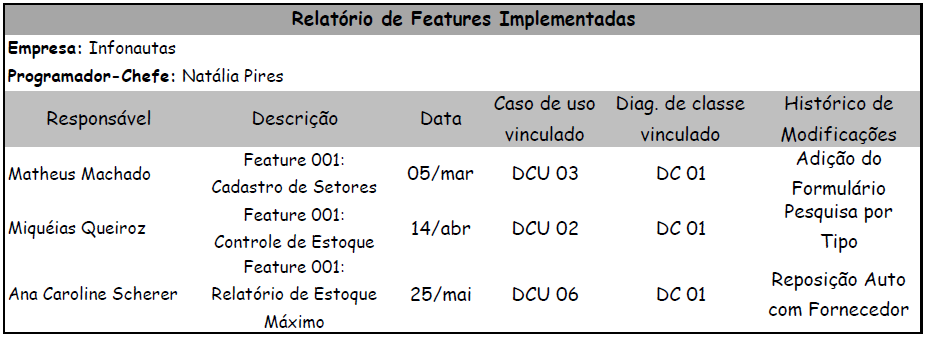 Relatório de Features Implementadas
Empresa: Infonautas
Programador-Chefe: Natália Pires
Responsável Descrição Data Caso de uso vinculado Diag. de classe vinculado Histórico de Modificações
Matheus Machado Feature 001: Cadastro de Setores 05/mar DCU 03 DC 01 Adição do Formulário
Miquéias Queiroz Feature 001: Controle de Estoque 14/abr DCU 02 DC 01 Pesquisa por Tipo
Ana Caroline Scherer Feature 001: Relatório de Estoque Máximo 25/mai DCU 06 DC 01 Reposição Auto com Fornecedor